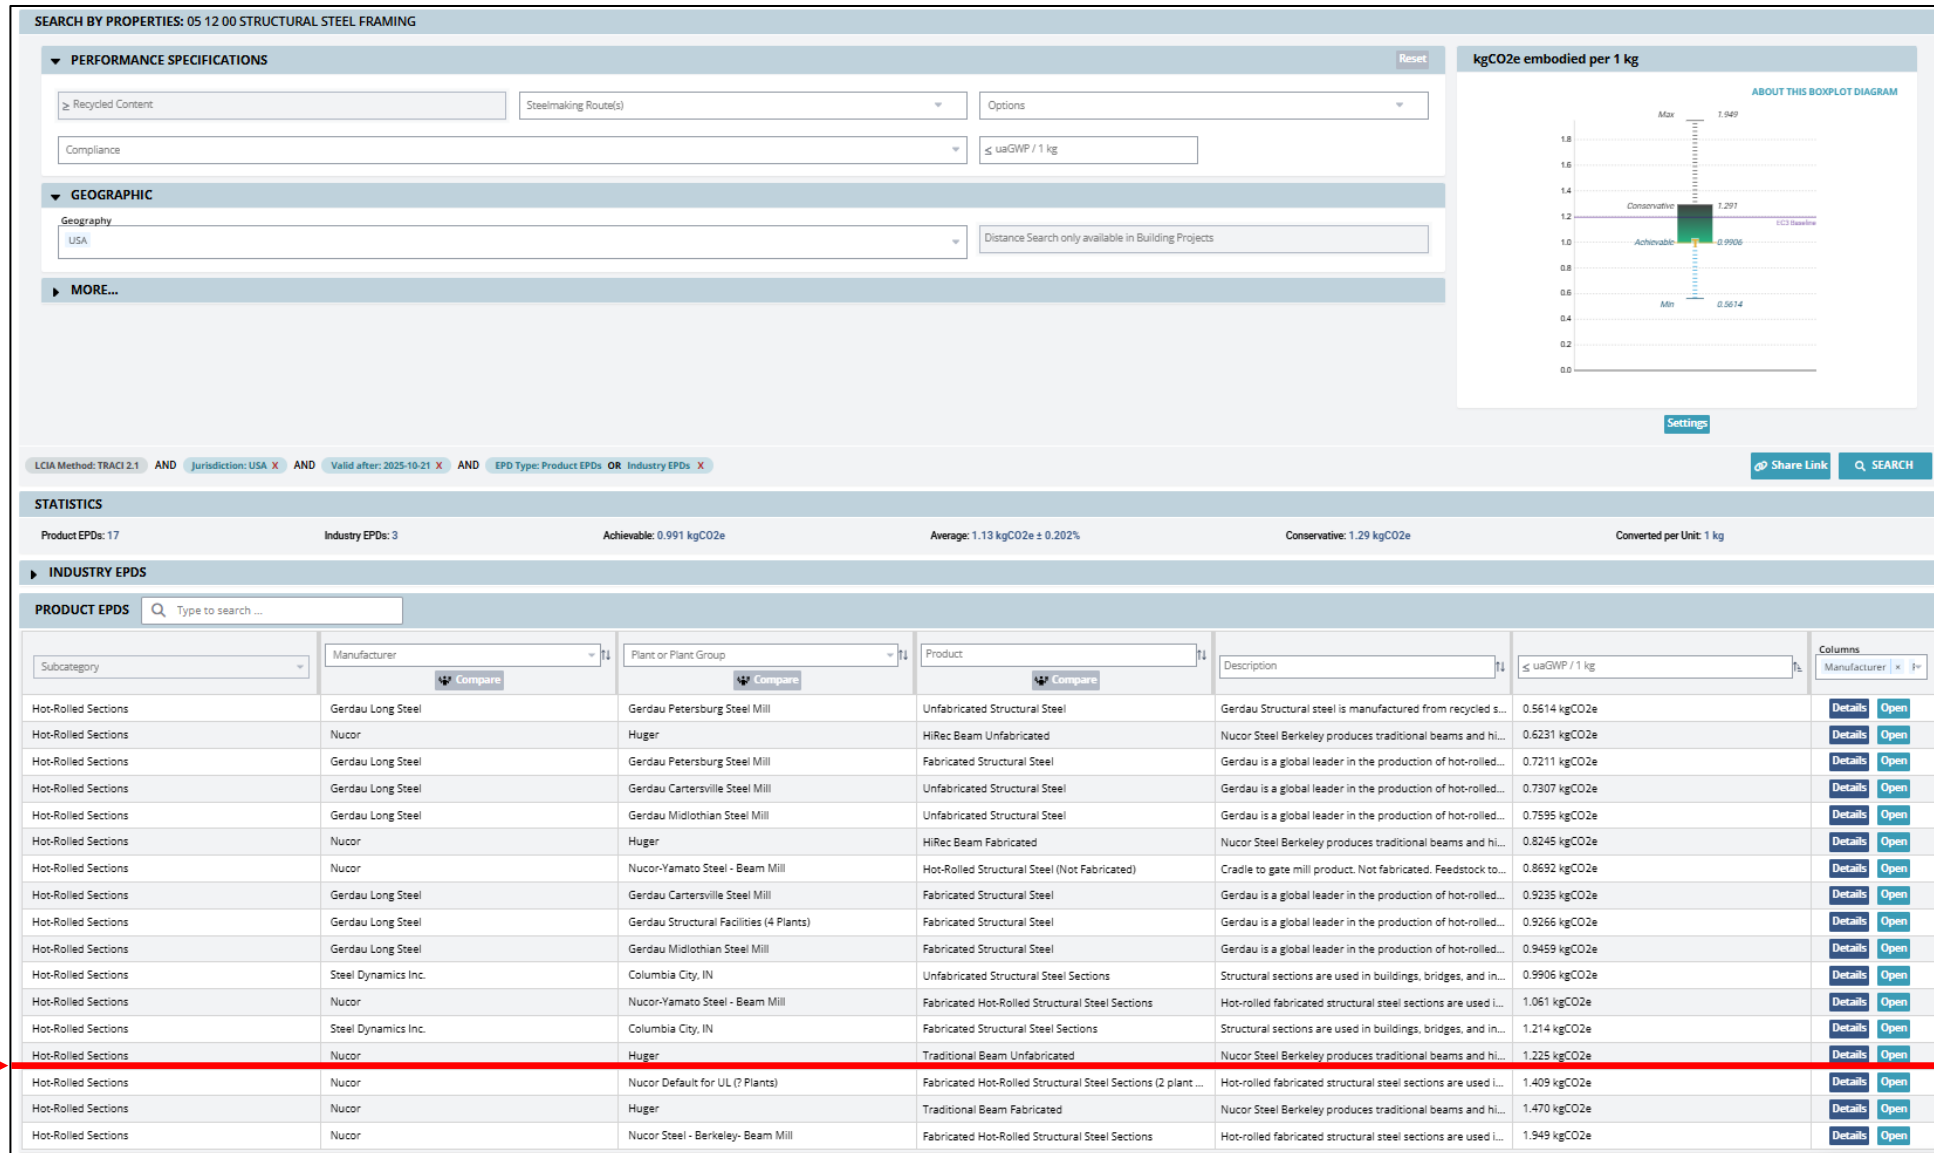 SEARCH BY PROPERTIES: 05 12 00 STRUCTURAL STEEL FRAMING
PERFORMANCE SPECIFICATIONS
Reset
≥ Recycled Content
Steelmaking Route(s)
Options
Compliance
≤ uaGWP / 1 kg
GEOGRAPHIC
Geography
USA
Distance Search only available in Building Projects
MORE...
kgCO2e embodied per 1 kg
ABOUT THIS BOXPLOT DIAGRAM
Max 1.949
1.8
1.6
1.4
Conservative 1.291
1.2
EC3 Baseline
1.0 Achievable 0.9906
0.8
0.6
Min 0.5614
0.4
0.2
0.0
Settings
LCIA Method: TRACI 2.1 AND Jurisdiction: USA X AND Valid after: 2025-10-21 X AND EPD Type: Product EPDs OR Industry EPDs X
Share Link SEARCH
STATISTICS
Product EPDs: 17 Industry EPDs: 3 Achievable: 0.991 kgCO2e Average: 1.13 kgCO2e ± 0.202% Conservative: 1.29 kgCO2e Converted per Unit: 1 kg
INDUSTRY EPDS
PRODUCT EPDS Type to search ...
Subcategory Manufacturer Plant or Plant Group Product Description ≤ uaGWP / 1 kg Columns
Compare Compare Compare Manufacturer ×
Hot-Rolled Sections Gerdau Long Steel Gerdau Petersburg Steel Mill Unfabricated Structural Steel Gerdau Structural steel is manufactured from recycled s... 0.5614 kgCO2e Details Open
Hot-Rolled Sections Nucor Huger HiRec Beam Unfabricated Nucor Steel Berkeley produces traditional beams and hi... 0.6231 kgCO2e Details Open
Hot-Rolled Sections Gerdau Long Steel Gerdau Petersburg Steel Mill Fabricated Structural Steel Gerdau is a global leader in the production of hot-rolled... 0.7211 kgCO2e Details Open
Hot-Rolled Sections Gerdau Long Steel Gerdau Cartersville Steel Mill Unfabricated Structural Steel Gerdau is a global leader in the production of hot-rolled... 0.7307 kgCO2e Details Open
Hot-Rolled Sections Gerdau Long Steel Gerdau Midlothian Steel Mill Unfabricated Structural Steel Gerdau is a global leader in the production of hot-rolled... 0.7595 kgCO2e Details Open
Hot-Rolled Sections Nucor Huger HiRec Beam Fabricated Nucor Steel Berkeley produces traditional beams and hi... 0.8245 kgCO2e Details Open
Hot-Rolled Sections Nucor Nucor-Yamato Steel - Beam Mill Hot-Rolled Structural Steel (Not Fabricated) Cradle to gate mill product. Not fabricated. Feedstock to... 0.8692 kgCO2e Details Open
Hot-Rolled Sections Gerdau Long Steel Gerdau Cartersville Steel Mill Fabricated Structural Steel Gerdau is a global leader in the production of hot-rolled... 0.9235 kgCO2e Details Open
Hot-Rolled Sections Gerdau Long Steel Gerdau Structural Facilities (4 Plants) Fabricated Structural Steel Gerdau is a global leader in the production of hot-rolled... 0.9266 kgCO2e Details Open
Hot-Rolled Sections Gerdau Long Steel Gerdau Midlothian Steel Mill Fabricated Structural Steel Gerdau is a global leader in the production of hot-rolled... 0.9459 kgCO2e Details Open
Hot-Rolled Sections Steel Dynamics Inc. Columbia City, IN Unfabricated Structural Steel Sections Structural sections are used in buildings, bridges, and in... 0.9906 kgCO2e Details Open
Hot-Rolled Sections Nucor Nucor-Yamato Steel - Beam Mill Fabricated Hot-Rolled Structural Steel Sections Hot-rolled fabricated structural steel sections are used i... 1.061 kgCO2e Details Open
Hot-Rolled Sections Steel Dynamics Inc. Columbia City, IN Fabricated Structural Steel Sections Structural sections are used in buildings, bridges, and in... 1.214 kgCO2e Details Open
Hot-Rolled Sections Nucor Huger Traditional Beam Unfabricated Nucor Steel Berkeley produces traditional beams and hi... 1.225 kgCO2e Details Open
Hot-Rolled Sections Nucor Nucor Default for UL (? Plants) Fabricated Hot-Rolled Structural Steel Sections (2 plant ... Hot-rolled fabricated structural steel sections are used i... 1.409 kgCO2e Details Open
Hot-Rolled Sections Nucor Huger Traditional Beam Fabricated Nucor Steel Berkeley produces traditional beams and hi... 1.470 kgCO2e Details Open
Hot-Rolled Sections Nucor Nucor Steel - Berkeley- Beam Mill Fabricated Hot-Rolled Structural Steel Sections Hot-rolled fabricated structural steel sections are used i... 1.949 kgCO2e Details Open